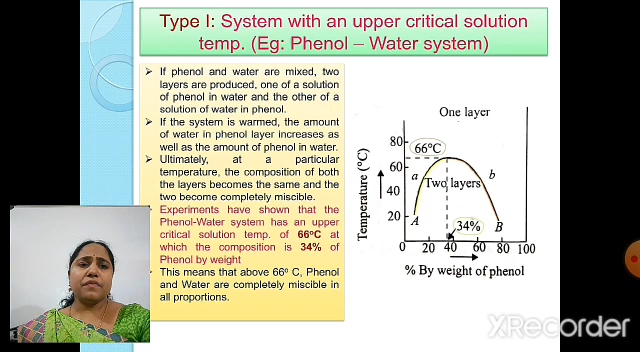 Type I: System with an upper critical solution
temp. (Eg: Phenol – Water system)
➢ If phenol and water are mixed, two
layers are produced, one of a solution
of phenol in water and the other of a
solution of water in phenol.
➢ If the system is warmed, the amount
of water in phenol layer increases as
well as the amount of phenol in water.
➢ Ultimately, at a particular
temperature, the composition of both
the layers becomes the same and the
two become completely miscible.
➢ Experiments have shown that the
Phenol-Water system has an upper
critical solution temp. of 66°C at
which the composition is 34% of
Phenol by weight
➢ This means that above 66° C, Phenol
and Water are completely miscible in
all proportions.
One layer
80
66°C
60
a
b
Two layers
40
20
A
34%
B
0
0
20
40
60
80
100
Temperature (°C)
% By weight of phenol
XRecorder